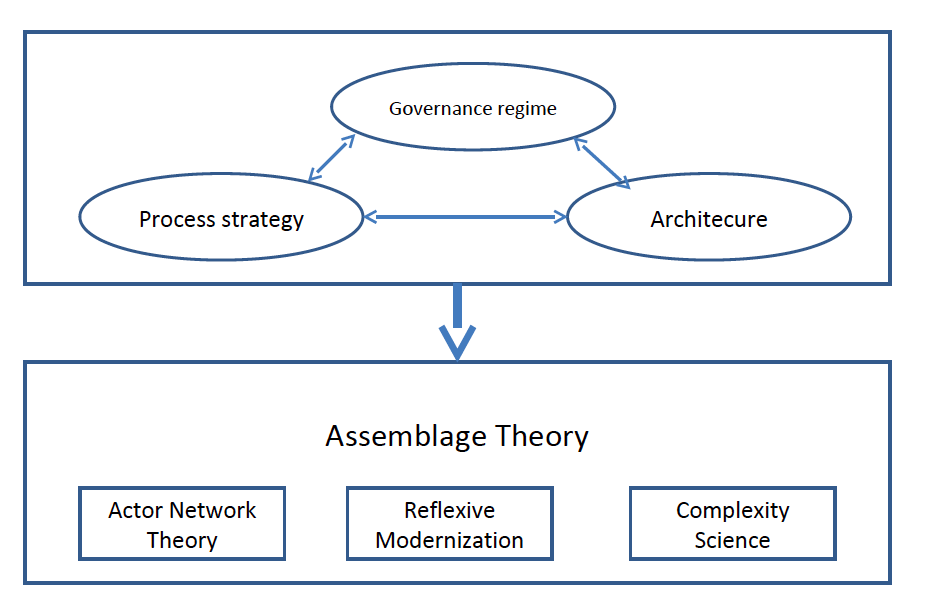 Governance regime
Process strategy
Architecure
Assemblage Theory
Actor Network
Theory
Reflexive
Modernization
Complexity
Science